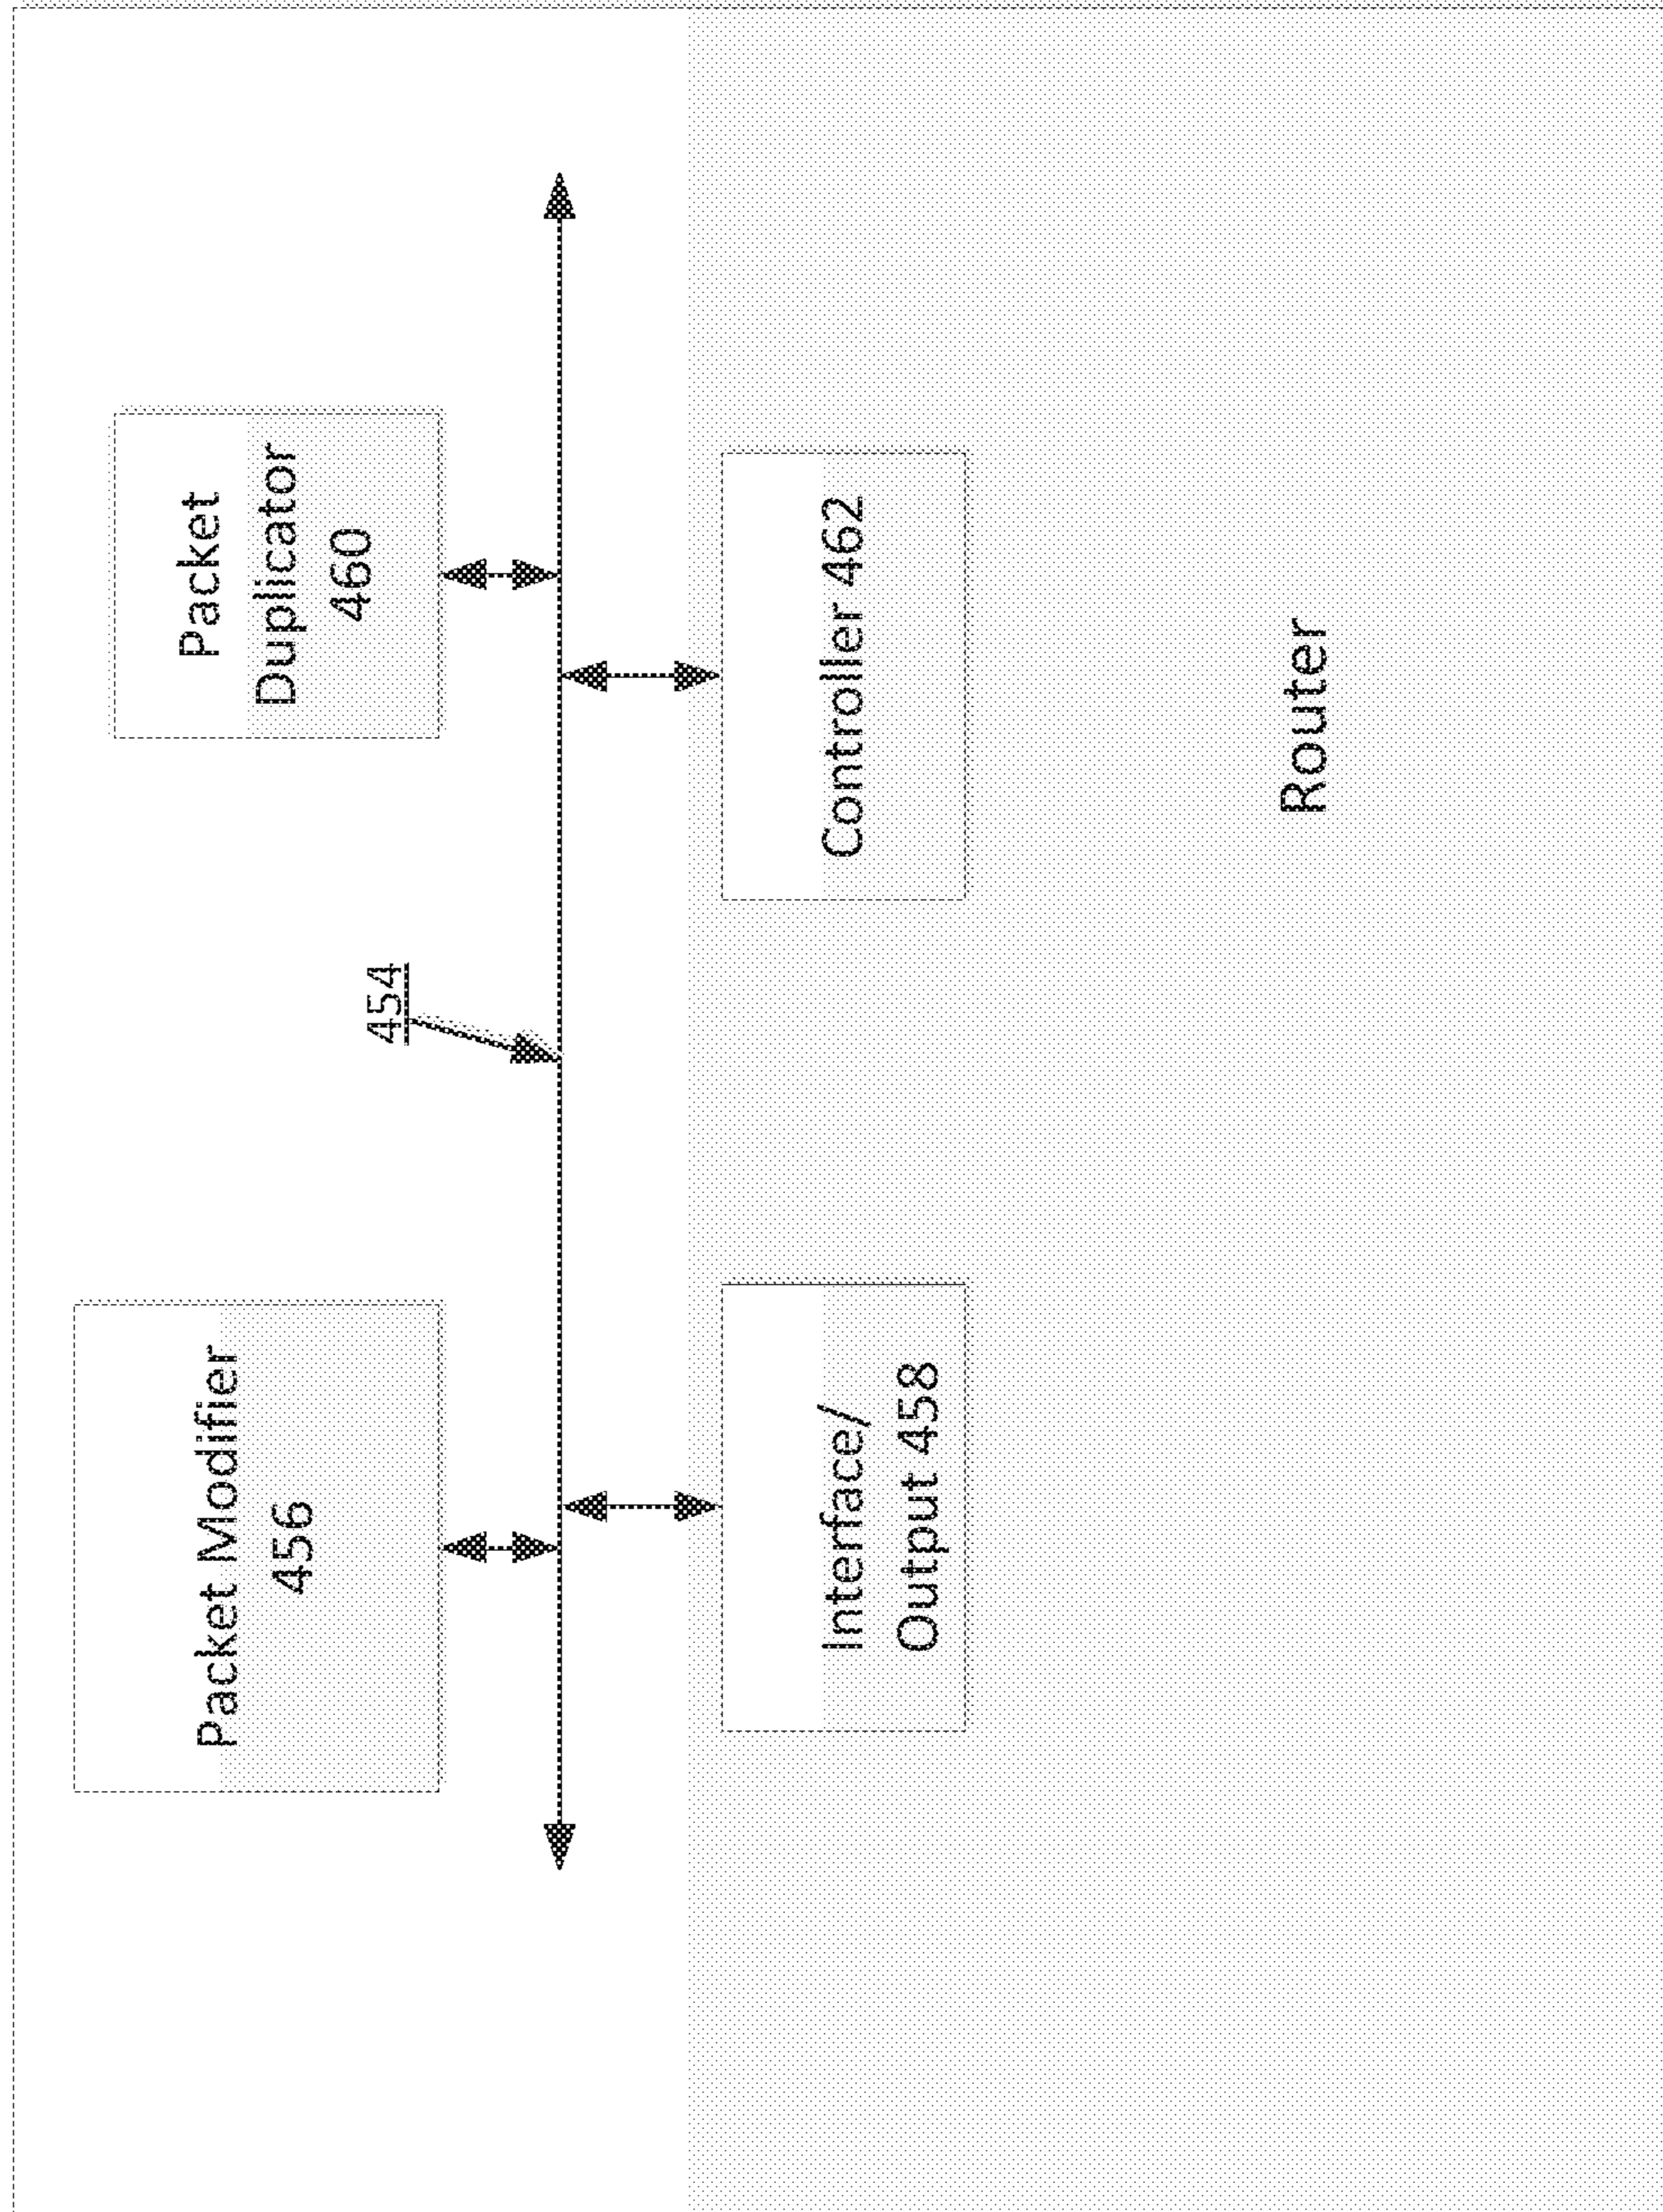 Packet Modifier
456
Packet
Duplicator
460
454
Interface/
Output 458
Controller 462
Router